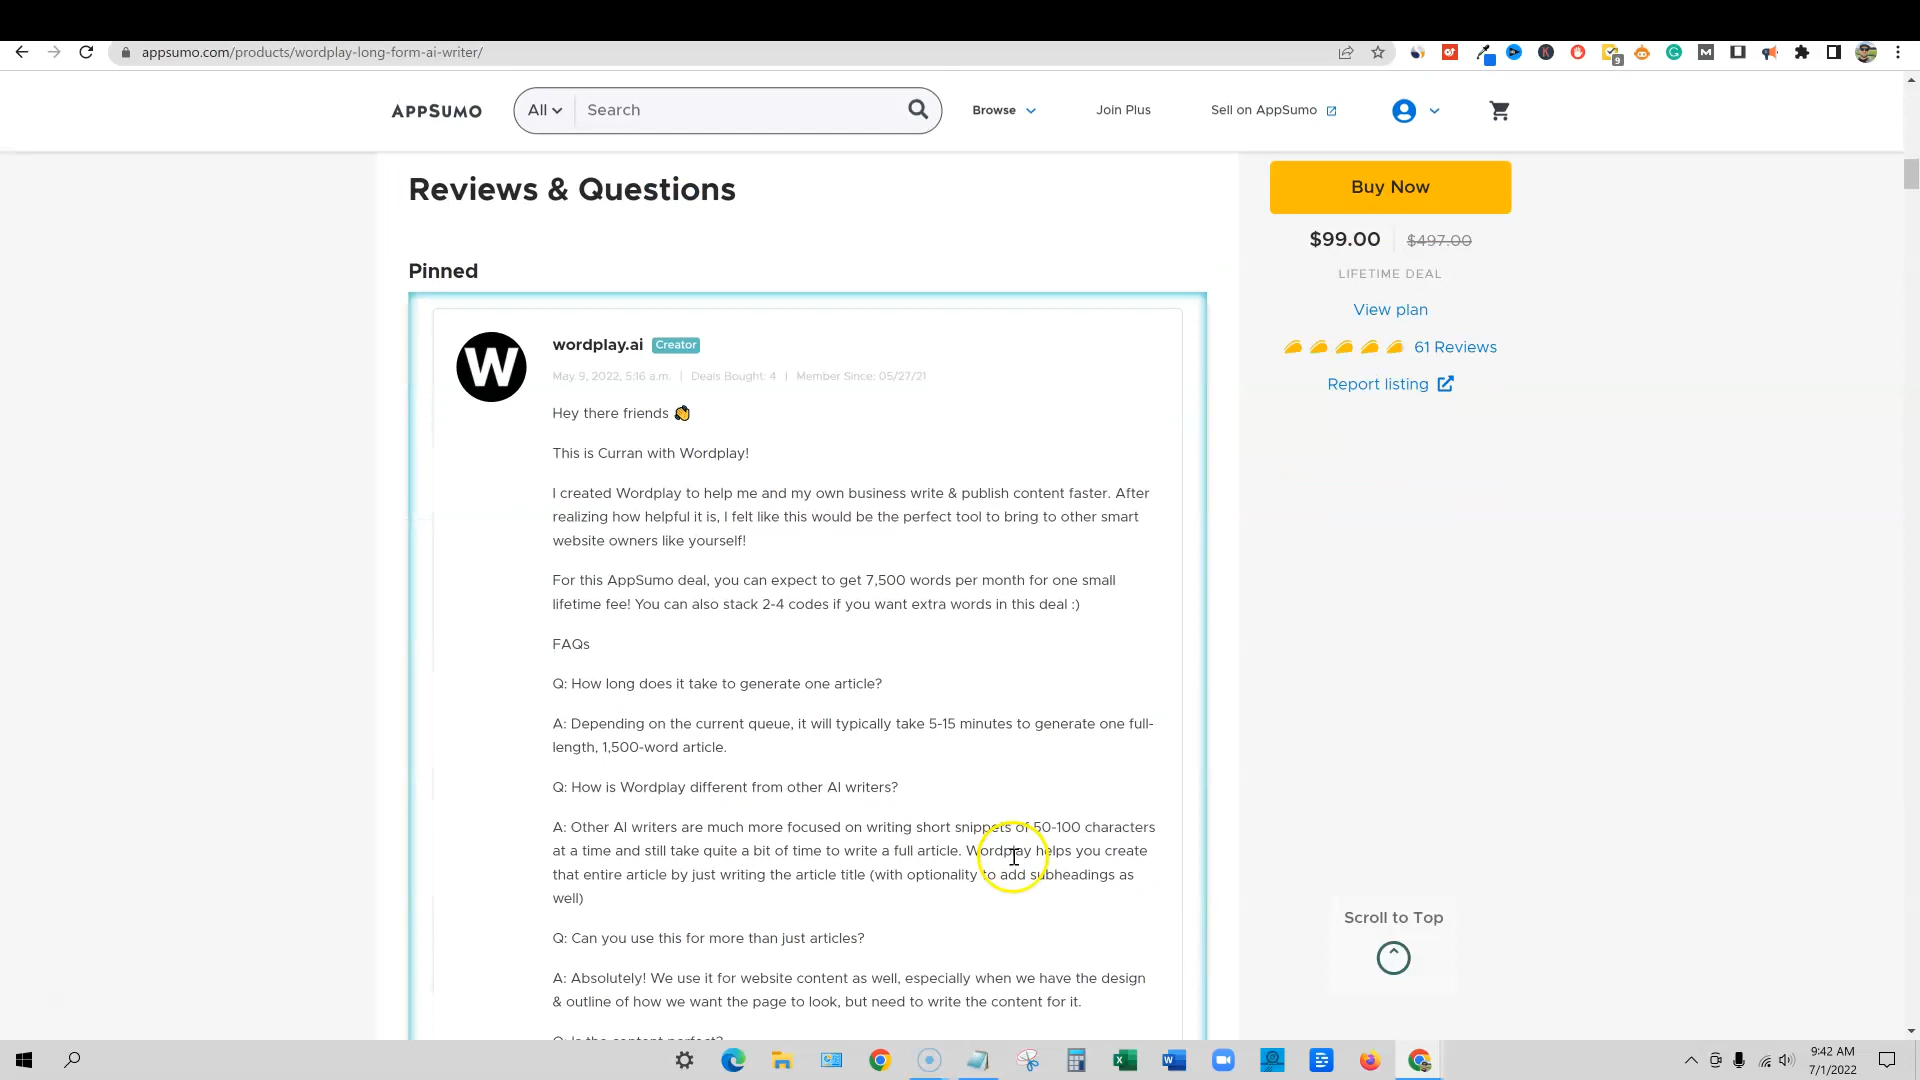 appsumo.com/products/wordplay-long-form-ai-writer/
9
APPSUMO
All
Search
Browse
Join Plus
Sell on AppSumo
Reviews & Questions
Buy Now
$99.00
$497.00
LIFETIME DEAL
View plan
61 Reviews
Report listing
Pinned
W
wordplay.ai
Creator
May 9, 2022, 5:16 a.m. | Deals Bought: 4 | Member Since: 05/27/21
Hey there friends
This is Curran with Wordplay!
I created Wordplay to help me and my own business write & publish content faster. After
realizing how helpful it is, I felt like this would be the perfect tool to bring to other smart
website owners like yourself!
For this AppSumo deal, you can expect to get 7,500 words per month for one small
lifetime fee! You can also stack 2-4 codes if you want extra words in this deal :)
FAQs
Q: How long does it take to generate one article?
A: Depending on the current queue, it will typically take 5-15 minutes to generate one full-
length, 1,500-word article.
Q: How is Wordplay different from other AI writers?
A: Other AI writers are much more focused on writing short snippets of 50-100 characters
at a time and still take quite a bit of time to write a full article. Wordplay helps you create
that entire article by just writing the article title (with optionality to add subheadings as
well)
Q: Can you use this for more than just articles?
A: Absolutely! We use it for website content as well, especially when we have the design
& outline of how we want the page to look, but need to write the content for it.
Q: Is the content perfect?
Scroll to Top
9:42 AM
7/1/2022